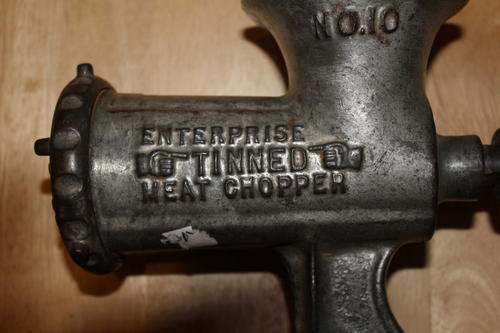 NO.10
ENTERPRISE
TINNED
MEAT CHOPPER